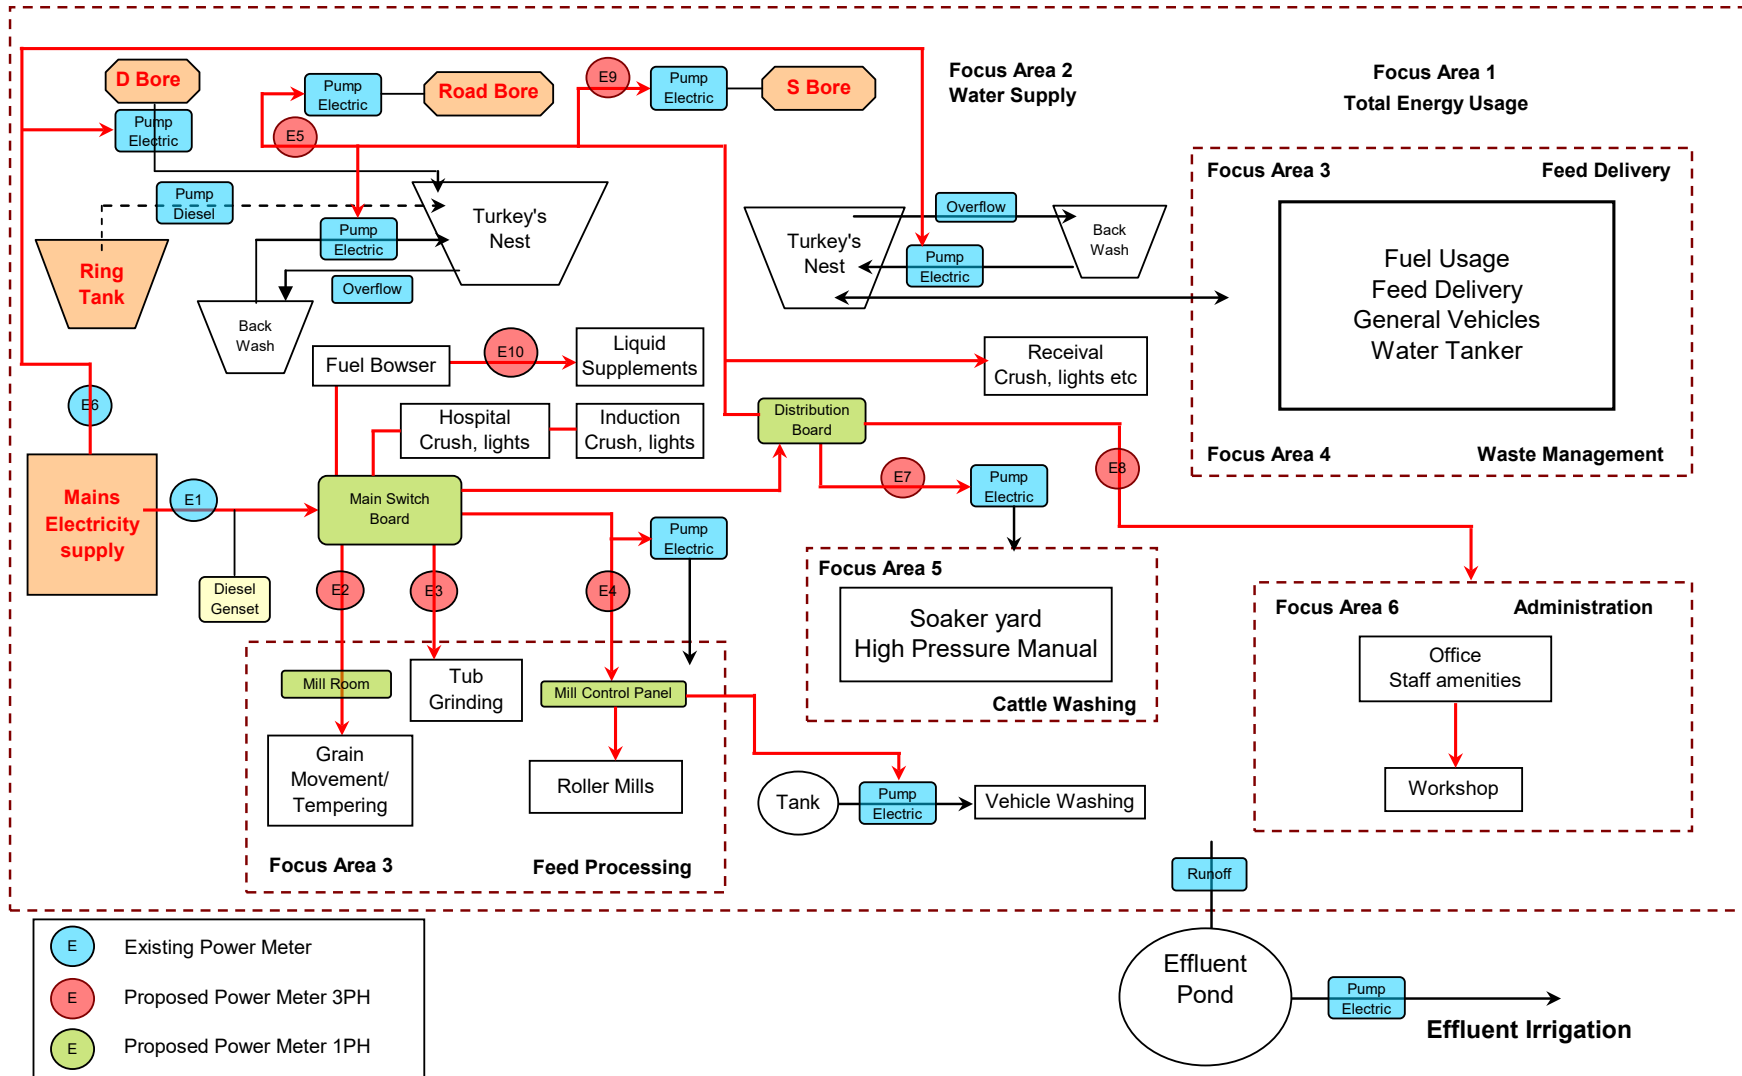 D Bore
Pump
Electric
Pump
Electric
Road Bore
E9
Pump
Electric
S Bore
Focus Area 2
Water Supply
Focus Area 1
Total Energy Usage
E5
Pump
Diesel
Turkey's
Nest
Pump
Electric
Overflow
Ring
Tank
Back
Wash
Turkey's
Nest
Overflow
Back
Wash
Pump
Electric
Focus Area 3
Feed Delivery
Fuel Usage
Feed Delivery
General Vehicles
Water Tanker
Focus Area 4
Waste Management
Fuel Bowser
E10
Liquid
Supplements
Receival
Crush, lights etc
E6
Hospital
Crush, lights
Induction
Crush, lights
Distribution
Board
E7
Pump
Electric
E8
Mains
Electricity
supply
E1
Main Switch
Board
Pump
Electric
Diesel
Genset
E2
E3
E4
Focus Area 5
Soaker yard
High Pressure Manual
Cattle Washing
Focus Area 6
Administration
Office
Staff amenities
Workshop
Mill Room
Tub
Grinding
Mill Control Panel
Grain
Movement/
Tempering
Roller Mills
Focus Area 3
Feed Processing
Tank
Pump
Electric
Vehicle Washing
Runoff
Effluent
Pond
Pump
Electric
Effluent Irrigation
E
Existing Power Meter
E
Proposed Power Meter 3PH
E
Proposed Power Meter 1PH